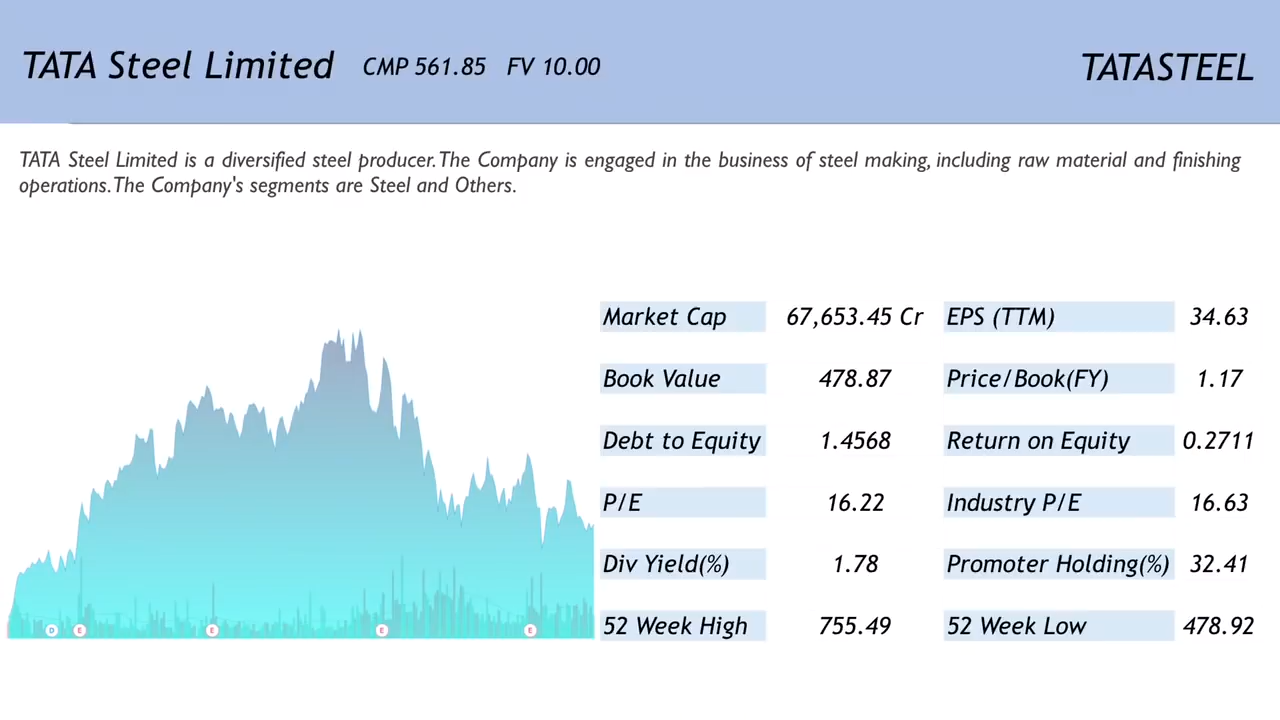 TATA Steel Limited CMP 561.85 FV 10.00 TATASTEEL
TATA Steel Limited is a diversified steel producer. The Company is engaged in the business of steel making, including raw material and finishing
operations. The Company's segments are Steel and Others.
Market Cap 67,653.45 Cr EPS (TTM) 34.63
Book Value 478.87 Price/Book(FY) 1.17
Debt to Equity 1.4568 Return on Equity 0.2711
P/E 16.22 Industry P/E 16.63
Div Yield(%) 1.78 Promoter Holding(%) 32.41
52 Week High 755.49 52 Week Low 478.92
D E E E E